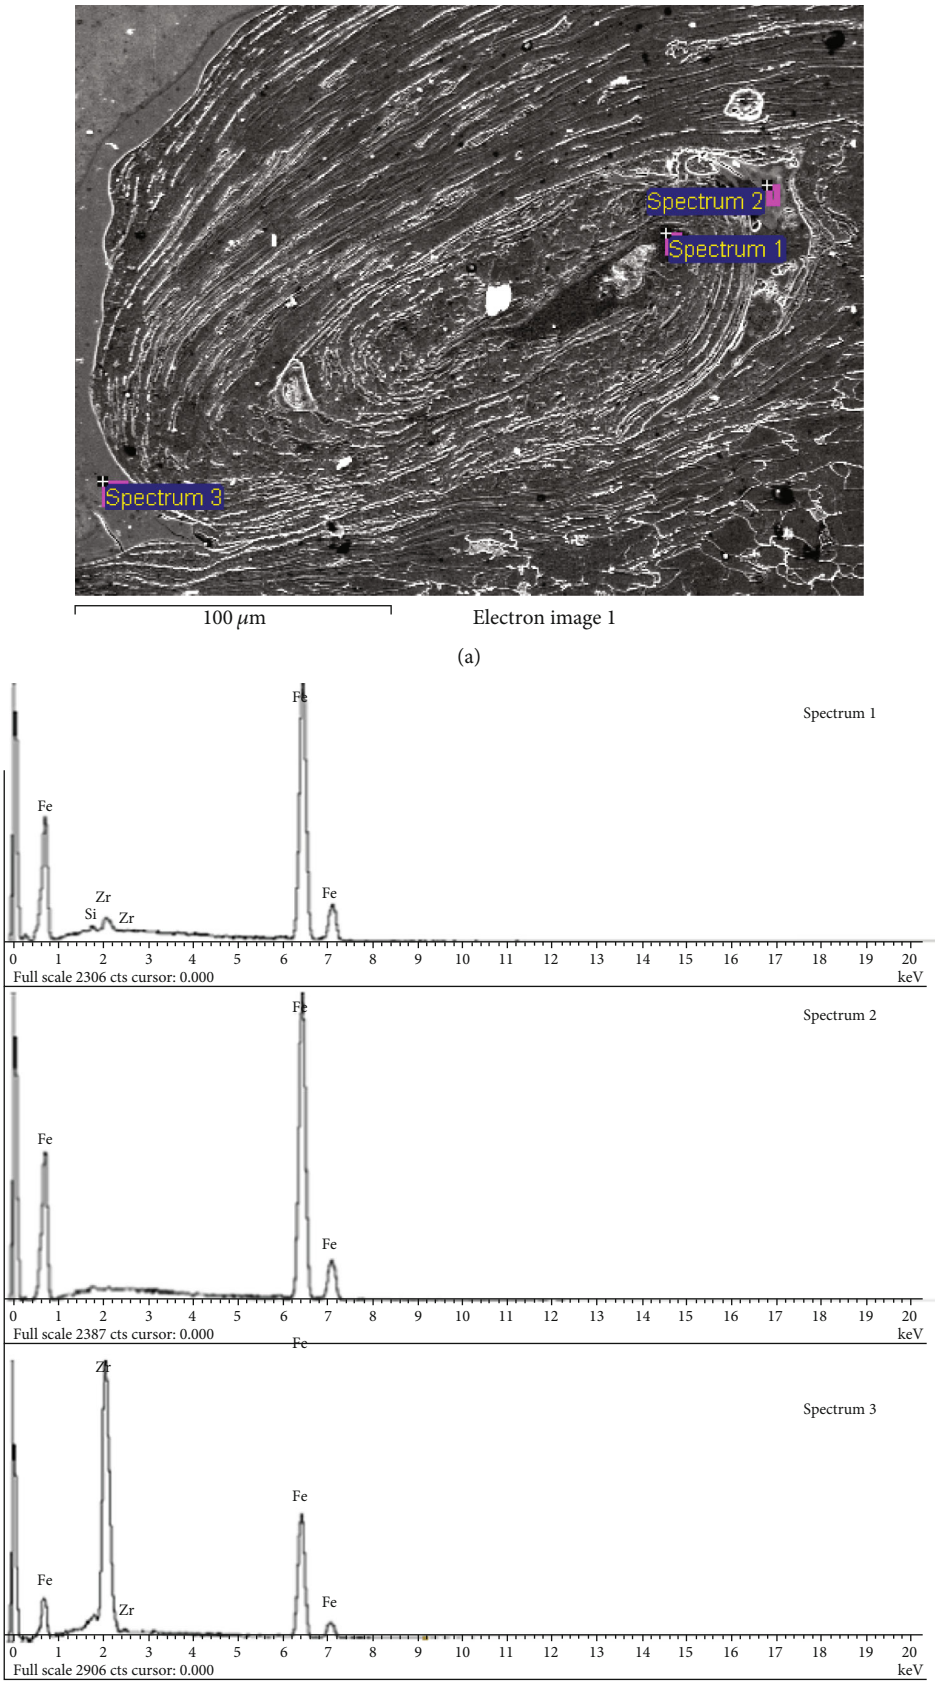 Spectrum 2
Spectrum 1
Spectrum 3
100 μm
Electron image 1
(a)
Fe
Spectrum 1
Fe
Zr
Fe
Si
Zr
0 1 2 3 4 5 6 7 8 9 10 11 12 13 14 15 16 17 18 19 20
Full scale 2306 cts cursor: 0.000
keV
Fe
Spectrum 2
Fe
Fe
0 1 2 3 4 5 6 7 8 9 10 11 12 13 14 15 16 17 18 19 20
Full scale 2387 cts cursor: 0.000
keV
Fe
Zr
Spectrum 3
Fe
Fe
Fe
Zr
0 1 2 3 4 5 6 7 8 9 10 11 12 13 14 15 16 17 18 19 20
Full scale 2906 cts cursor: 0.000
keV